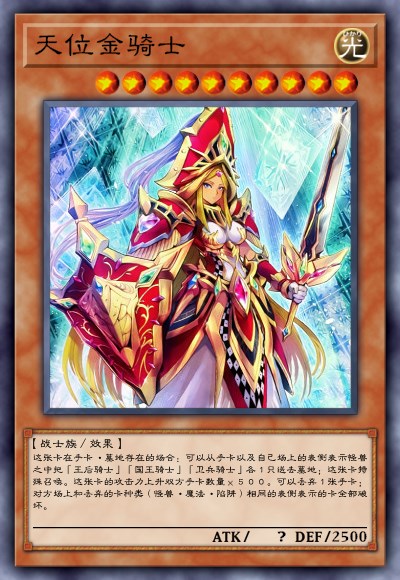 天位金骑士
光
【战士族/效果】
这张卡在手卡·墓地存在的场合:可以从手卡以及自己场上的表侧表示怪兽
之中把「王后骑士」「国王骑士」「卫兵骑士」各1只送去墓地;这张卡特
殊召唤。这张卡的攻击力上升双方手卡数量×500。可以丢弃1张手卡;
对方场上和丢弃的卡种类(怪兽·魔法·陷阱)相同的表侧表示的卡全部破
坏。
ATK/ ? DEF/2500